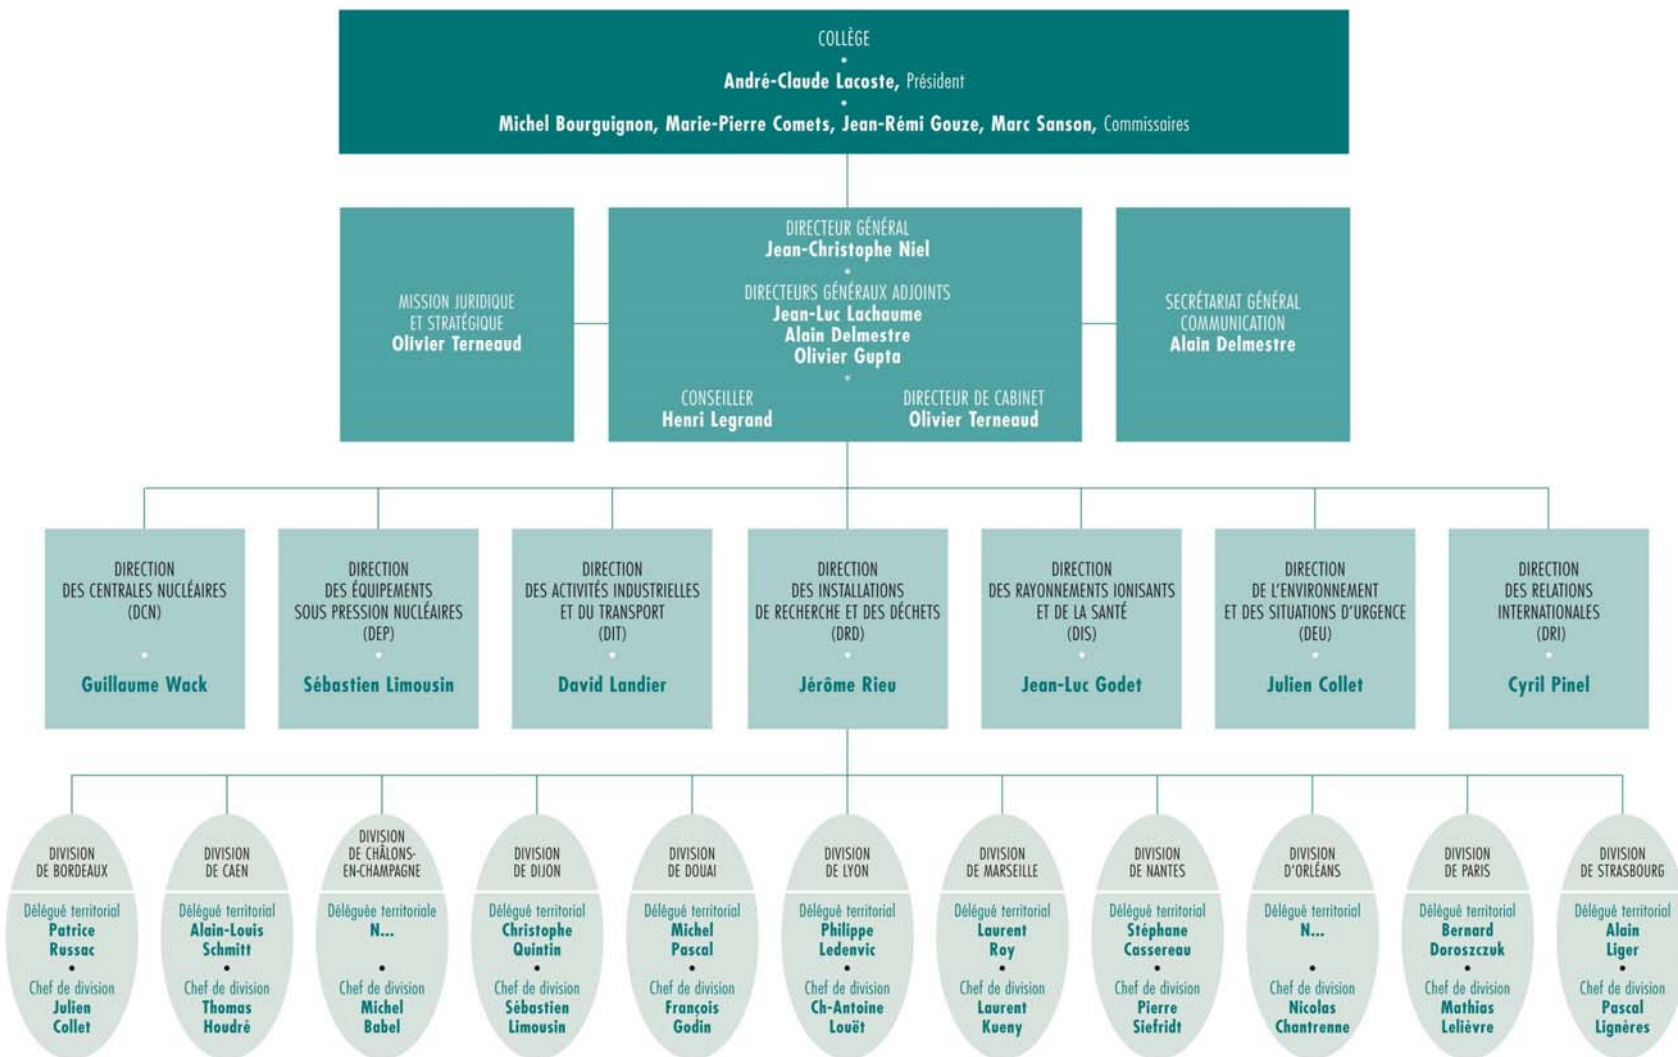 COLLÈGE
André-Claude Lacoste, Président
Michel Bourguignon, Marie-Pierre Comets, Jean-Rémi Gouze, Marc Sanson, Commissaires
MISSION JURIDIQUE
ET STRATÉGIQUE
Olivier Terneaud
DIRECTEUR GÉNÉRAL
Jean-Christophe Niel
DIRECTEURS GÉNÉRAUX ADJOINTS
Jean-Luc Lachaume
Alain Delmestre
Olivier Gupta
CONSEILLER
Henri Legrand
DIRECTEUR DE CABINET
Olivier Terneaud
SECRÉTARIAT GÉNÉRAL
COMMUNICATION
Alain Delmestre
DIRECTION
DES CENTRALES NUCLÉAIRES
(DCN)
Guillaume Wack
DIRECTION
DES ÉQUIPEMENTS
SOUS PRESSION NUCLÉAIRES
(DEP)
Sébastien Limousin
DIRECTION
DES ACTIVITÉS INDUSTRIELLES
ET DU TRANSPORT
(DIT)
David Landier
DIRECTION
DES INSTALLATIONS
DE RECHERCHE ET DES DÉCHETS
(DRD)
Jérôme Rieu
DIRECTION
DES RAYONNEMENTS IONISANTS
ET DE LA SANTÉ
(DIS)
Jean-Luc Godet
DIRECTION
DE L'ENVIRONNEMENT
ET DES SITUATIONS D'URGENCE
(DEU)
Julien Collet
DIRECTION
DES RELATIONS
INTERNATIONALES
(DRI)
Cyril Pinel
DIVISION
DE BORDEAUX
Délégué territorial
Patrice
Russac
Chef de division
Julien
Collet
DIVISION
DE CAEN
Délégué territorial
Alain-Louis
Schmitt
Chef de division
Thomas
Houdré
DIVISION
DE CHÂLONS-
EN-CHAMPAGNE
Déléguée territoriale
N...
Chef de division
Michel
Babel
DIVISION
DE DIJON
Délégué territorial
Christophe
Quintin
Chef de division
Sébastien
Limousin
DIVISION
DE DOUAI
Délégué territorial
Michel
Pascal
Chef de division
François
Godin
DIVISION
DE LYON
Délégué territorial
Philippe
Ledenvic
Chef de division
Ch-Antoine
Louët
DIVISION
DE MARSEILLE
Délégué territorial
Laurent
Roy
Chef de division
Laurent
Kueny
DIVISION
DE NANTES
Délégué territorial
Stéphane
Cassereau
Chef de division
Pierre
Siefridt
DIVISION
D'ORLÉANS
Délégué territorial
N...
Chef de division
Nicolas
Chantrenne
DIVISION
DE PARIS
Délégué territorial
Bernard
Doroszczuk
Chef de division
Mathias
Lelièvre
DIVISION
DE STRASBOURG
Délégué territorial
Alain
Liger
Chef de division
Pascal
Lignères